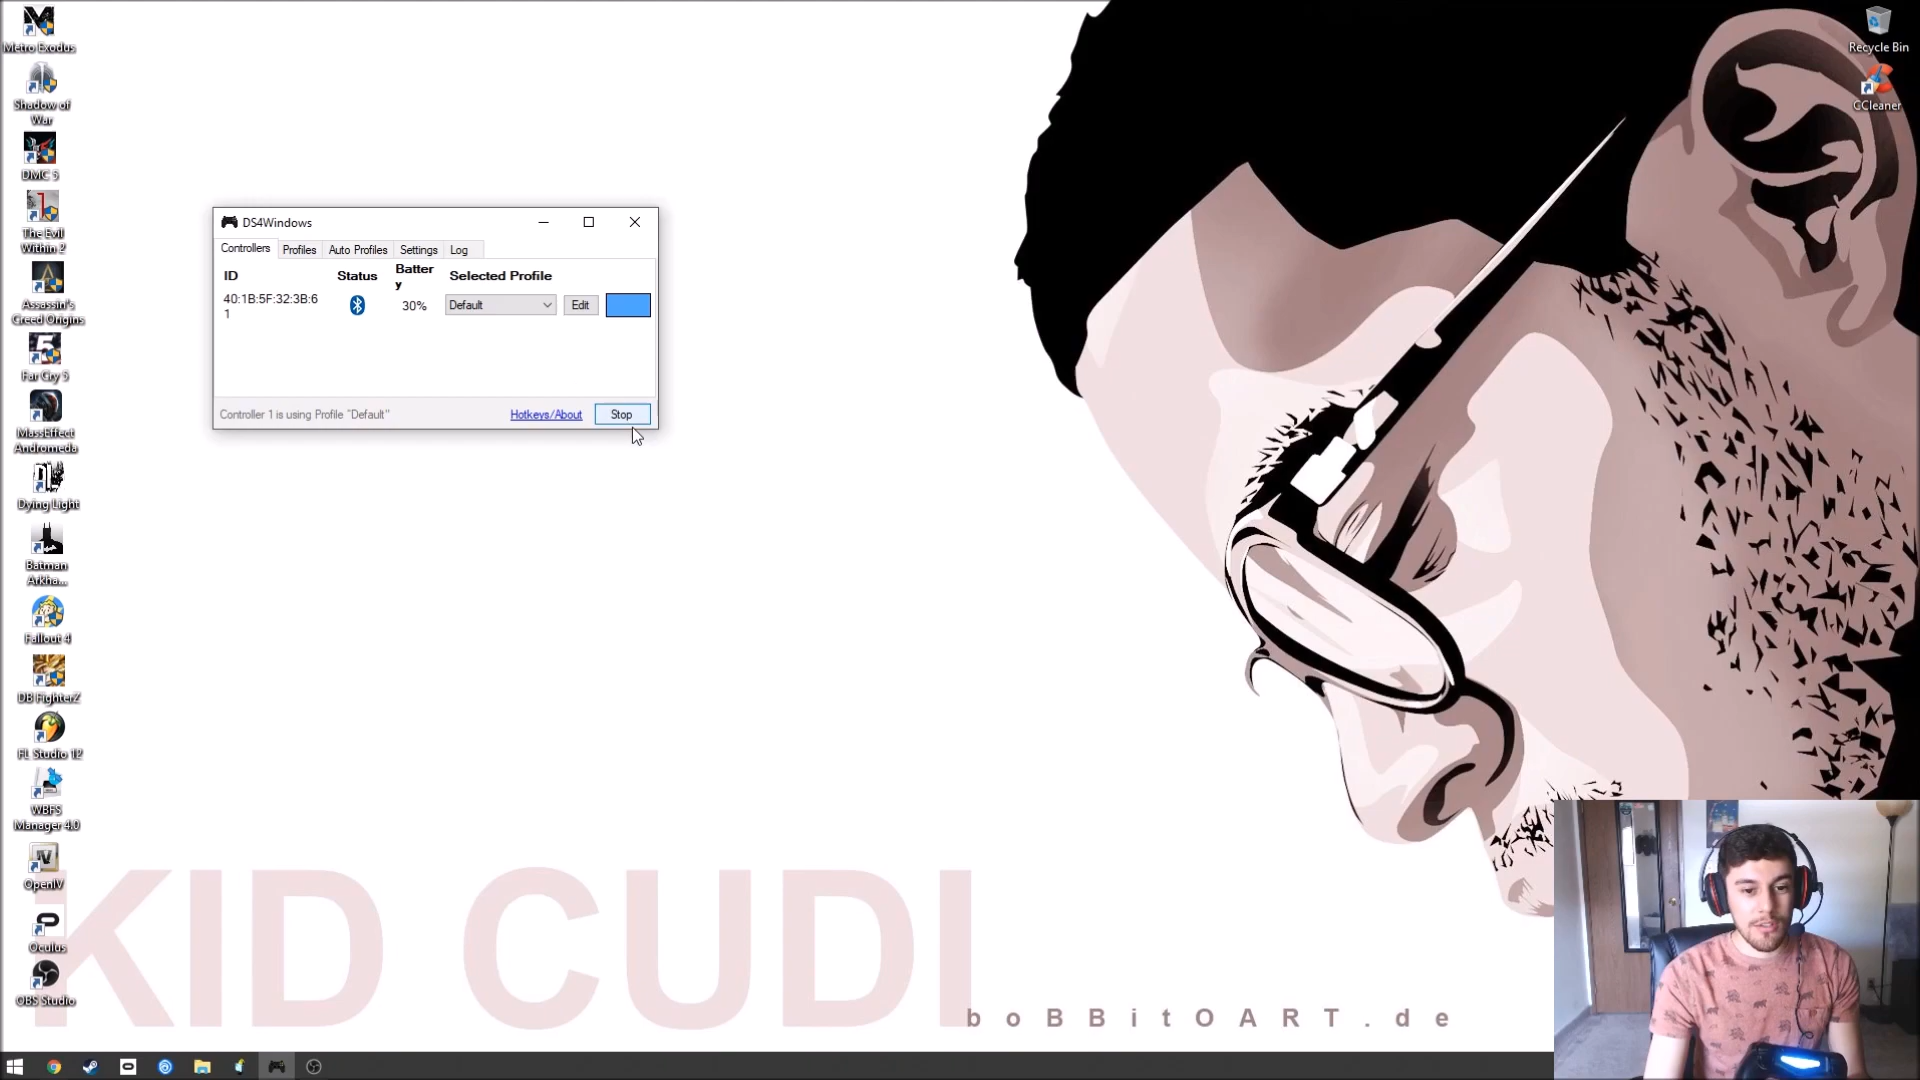 Metro Exodus
Shadow of
War
DMC 5
The Evil
Within 2
Assassin's
Creed Origins
Far Cry 5
MassEffect
Andromeda
Dying Light
Batman
Arkha...
Fallout 4
DB FighterZ
FL Studio 12
WBFS
Manager 4.0
OpenIV
Oculus
OBS Studio
DS4Windows
Controllers Profiles Auto Profiles Settings Log
ID Status Batter
y Selected Profile
40:1B:5F:32:3B:6
1 30% Default Edit
Controller 1 is using Profile "Default" Hotkeys/About Stop
Recycle Bin
CCleaner
KID CUDI
boBBitOART.de